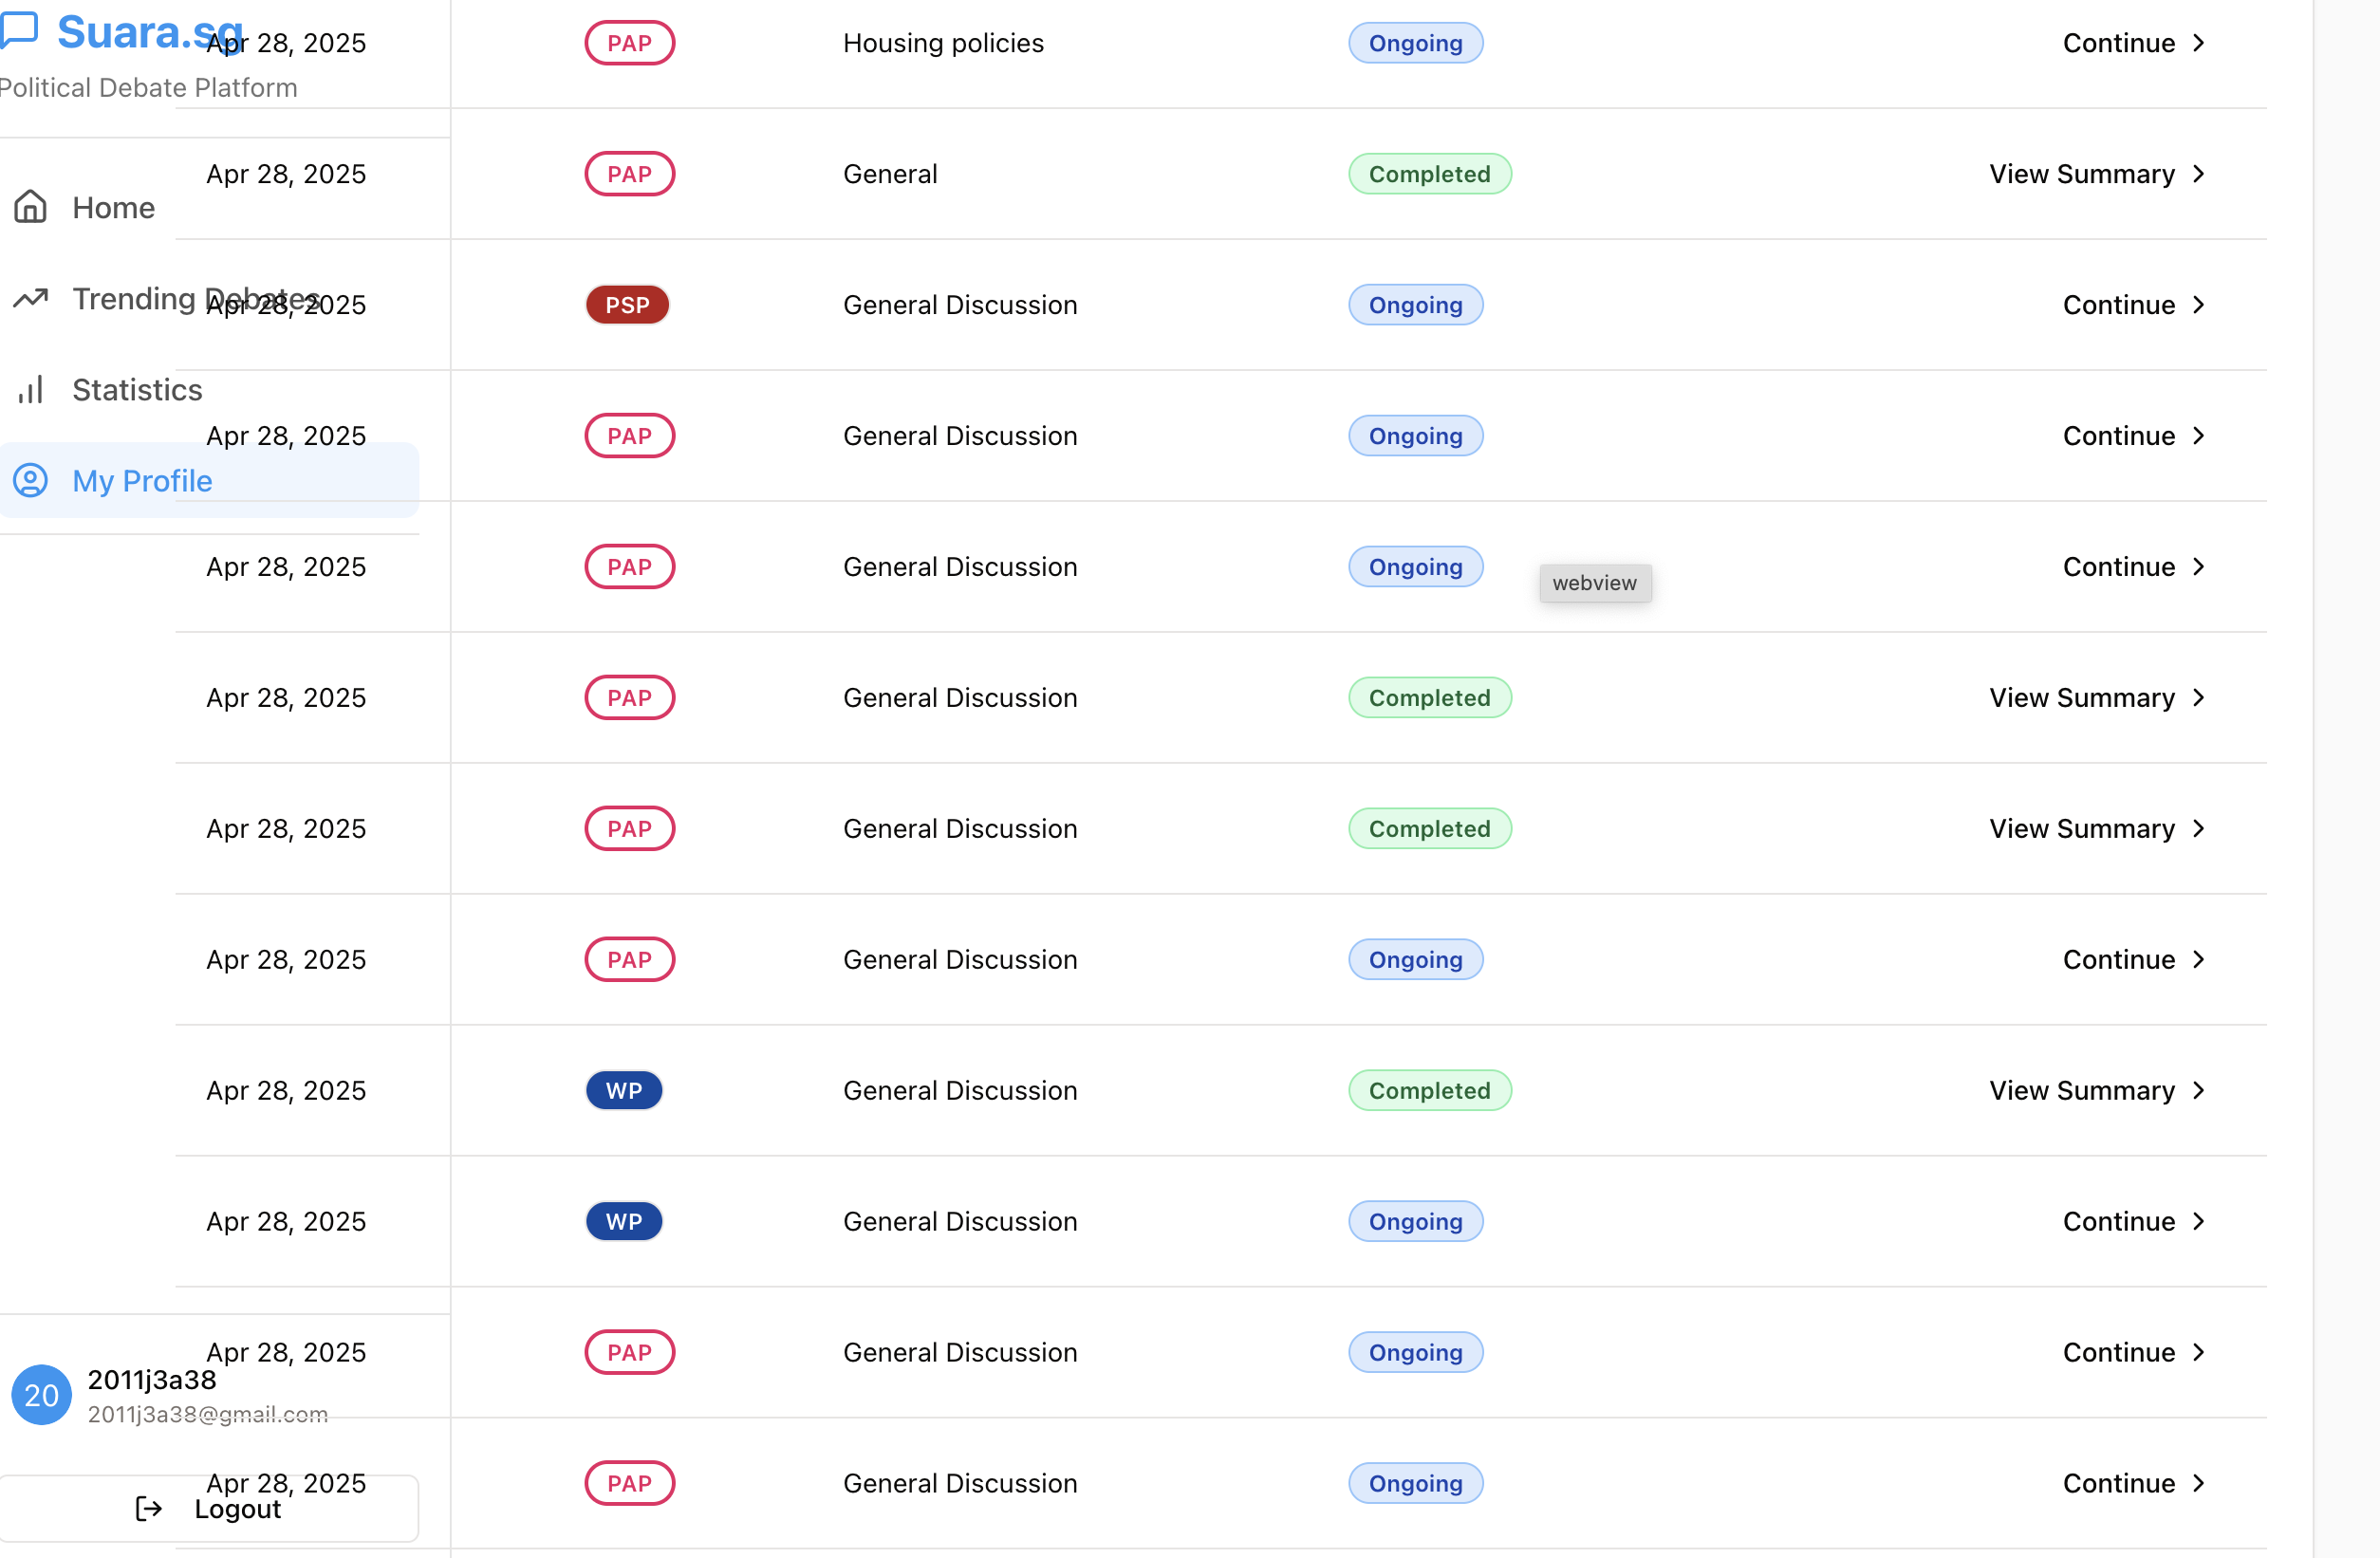 Suara.sg
Political Debate Platform
Home
Trending Debates
Statistics
My Profile
Apr 28, 2025 PAP Housing policies Ongoing Continue
Apr 28, 2025 PAP General Completed View Summary
Apr 28, 2025 PSP General Discussion Ongoing Continue
Apr 28, 2025 PAP General Discussion Ongoing Continue
Apr 28, 2025 PAP General Discussion Ongoing Continue
webview
Apr 28, 2025 PAP General Discussion Completed View Summary
Apr 28, 2025 PAP General Discussion Completed View Summary
Apr 28, 2025 PAP General Discussion Ongoing Continue
Apr 28, 2025 WP General Discussion Completed View Summary
Apr 28, 2025 WP General Discussion Ongoing Continue
Apr 28, 2025 PAP General Discussion Ongoing Continue
Apr 28, 2025 PAP General Discussion Ongoing Continue
20
2011j3a38
2011j3a38@gmail.com
Logout